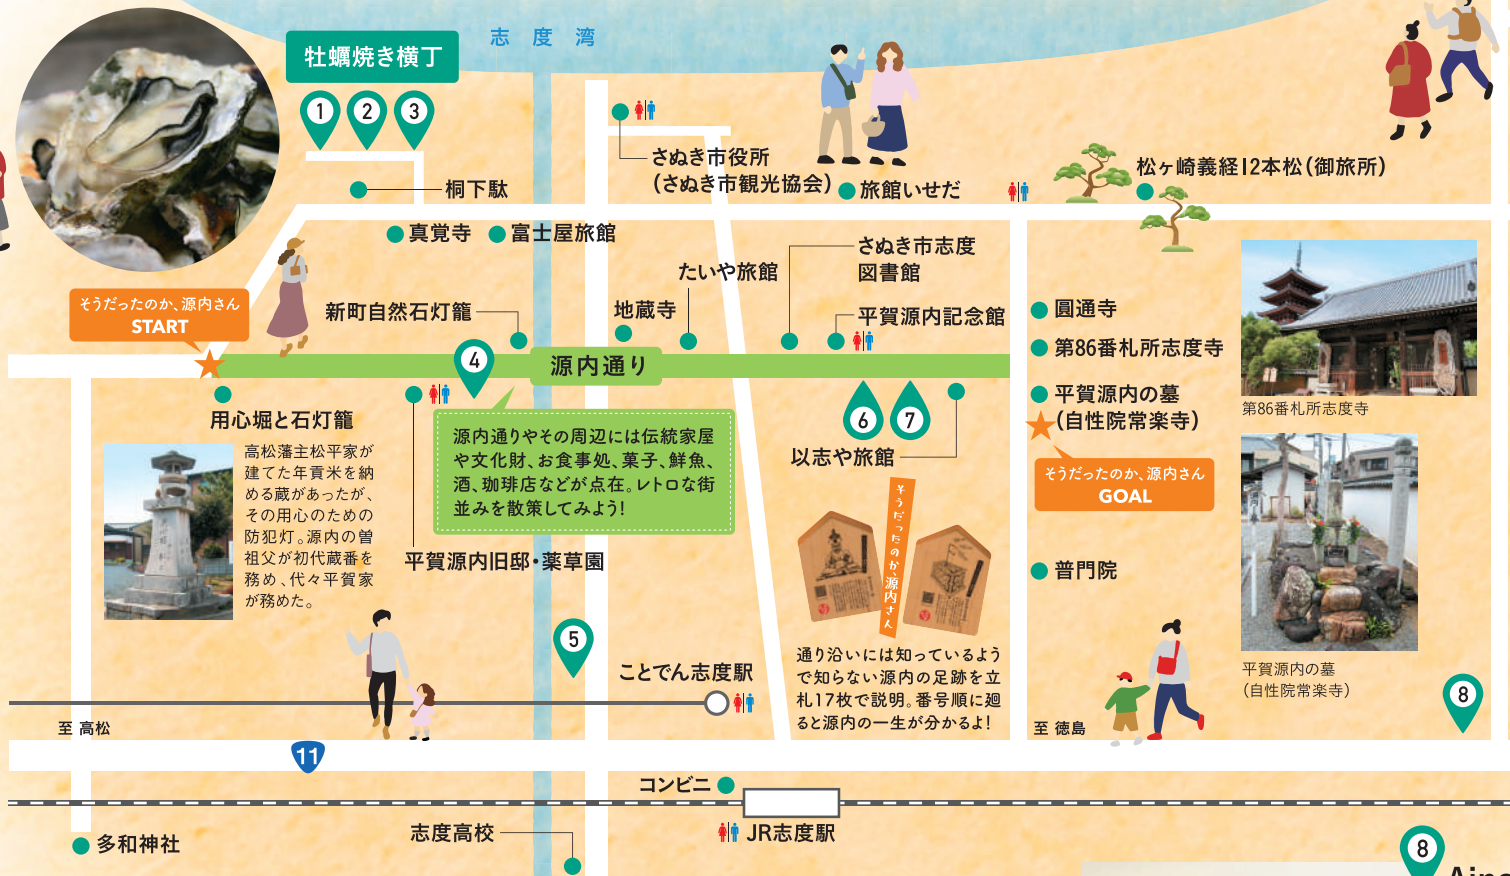 志度湾
牡蠣焼き横丁
1
2
3
桐下駄
さぬき市役所
(さぬき市観光協会)
旅館いせだ
松ヶ崎義経12本松(御旅所)
真覚寺
富士屋旅館
そうだったのか、源内さん
START
新町自然石灯籠
地蔵寺
たいや旅館
さぬき市志度
図書館
平賀源内記念館
圓通寺
第86番札所志度寺
平賀源内の墓
(自性院常楽寺)
第86番札所志度寺
4
源内通り
用心堀と石灯籠
高松藩主松平家が
建てた年貢米を納
める蔵があったが、
その用心のための
防犯灯。源内の曽
祖父が初代蔵番を
務め、代々平賀家
が務めた。
源内通りやその周辺には伝統家屋
や文化財、お食事処、菓子、鮮魚、
酒、珈琲店などが点在。レトロな街
並みを散策してみよう!
平賀源内旧邸・薬草園
6
7
以志や旅館
そうだったのか、源内さん
通り沿いには知っているよう
で知らない源内の足跡を立
札17枚で説明。番号順に廻
ると源内の一生が分かるよ!
そうだったのか、源内さん
GOAL
普門院
平賀源内の墓
(自性院常楽寺)
5
ことでん志度駅
8
至 高松
至 徳島
11
コンビニ
JR志度駅
多和神社
志度高校
8